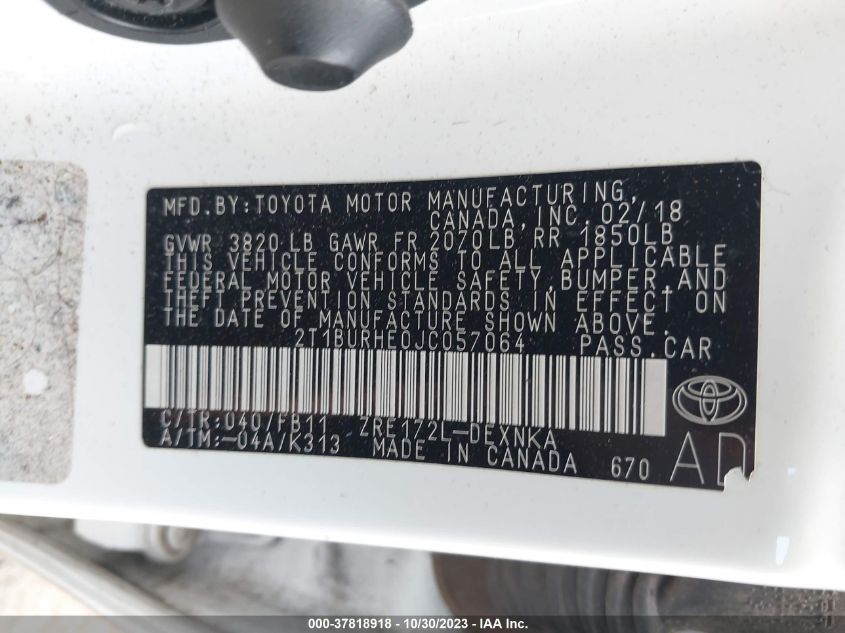 MFD.BY:TOYOTA MOTOR MANUFACTURING,
CANADA, INC. 02/18
GVWR 3820 LB GAWR FR 2070LB RR 1850LB
THIS VEHICLE CONFORMS TO ALL APPLICABLE
FEDERAL MOTOR VEHICLE SAFETY, BUMPER, AND
THEFT PREVENTION STANDARDS IN EFFECT ON
THE DATE OF MANUFACTURE SHOWN ABOVE.
2T1BURHE0JC057064 PASS.CAR
C/TR:040/FB11 ZRE172L-DEXNKA
A/TM:-04A/K313 MADE IN CANADA 670 AD
000-37818918 - 10/30/2023 - IAA Inc.